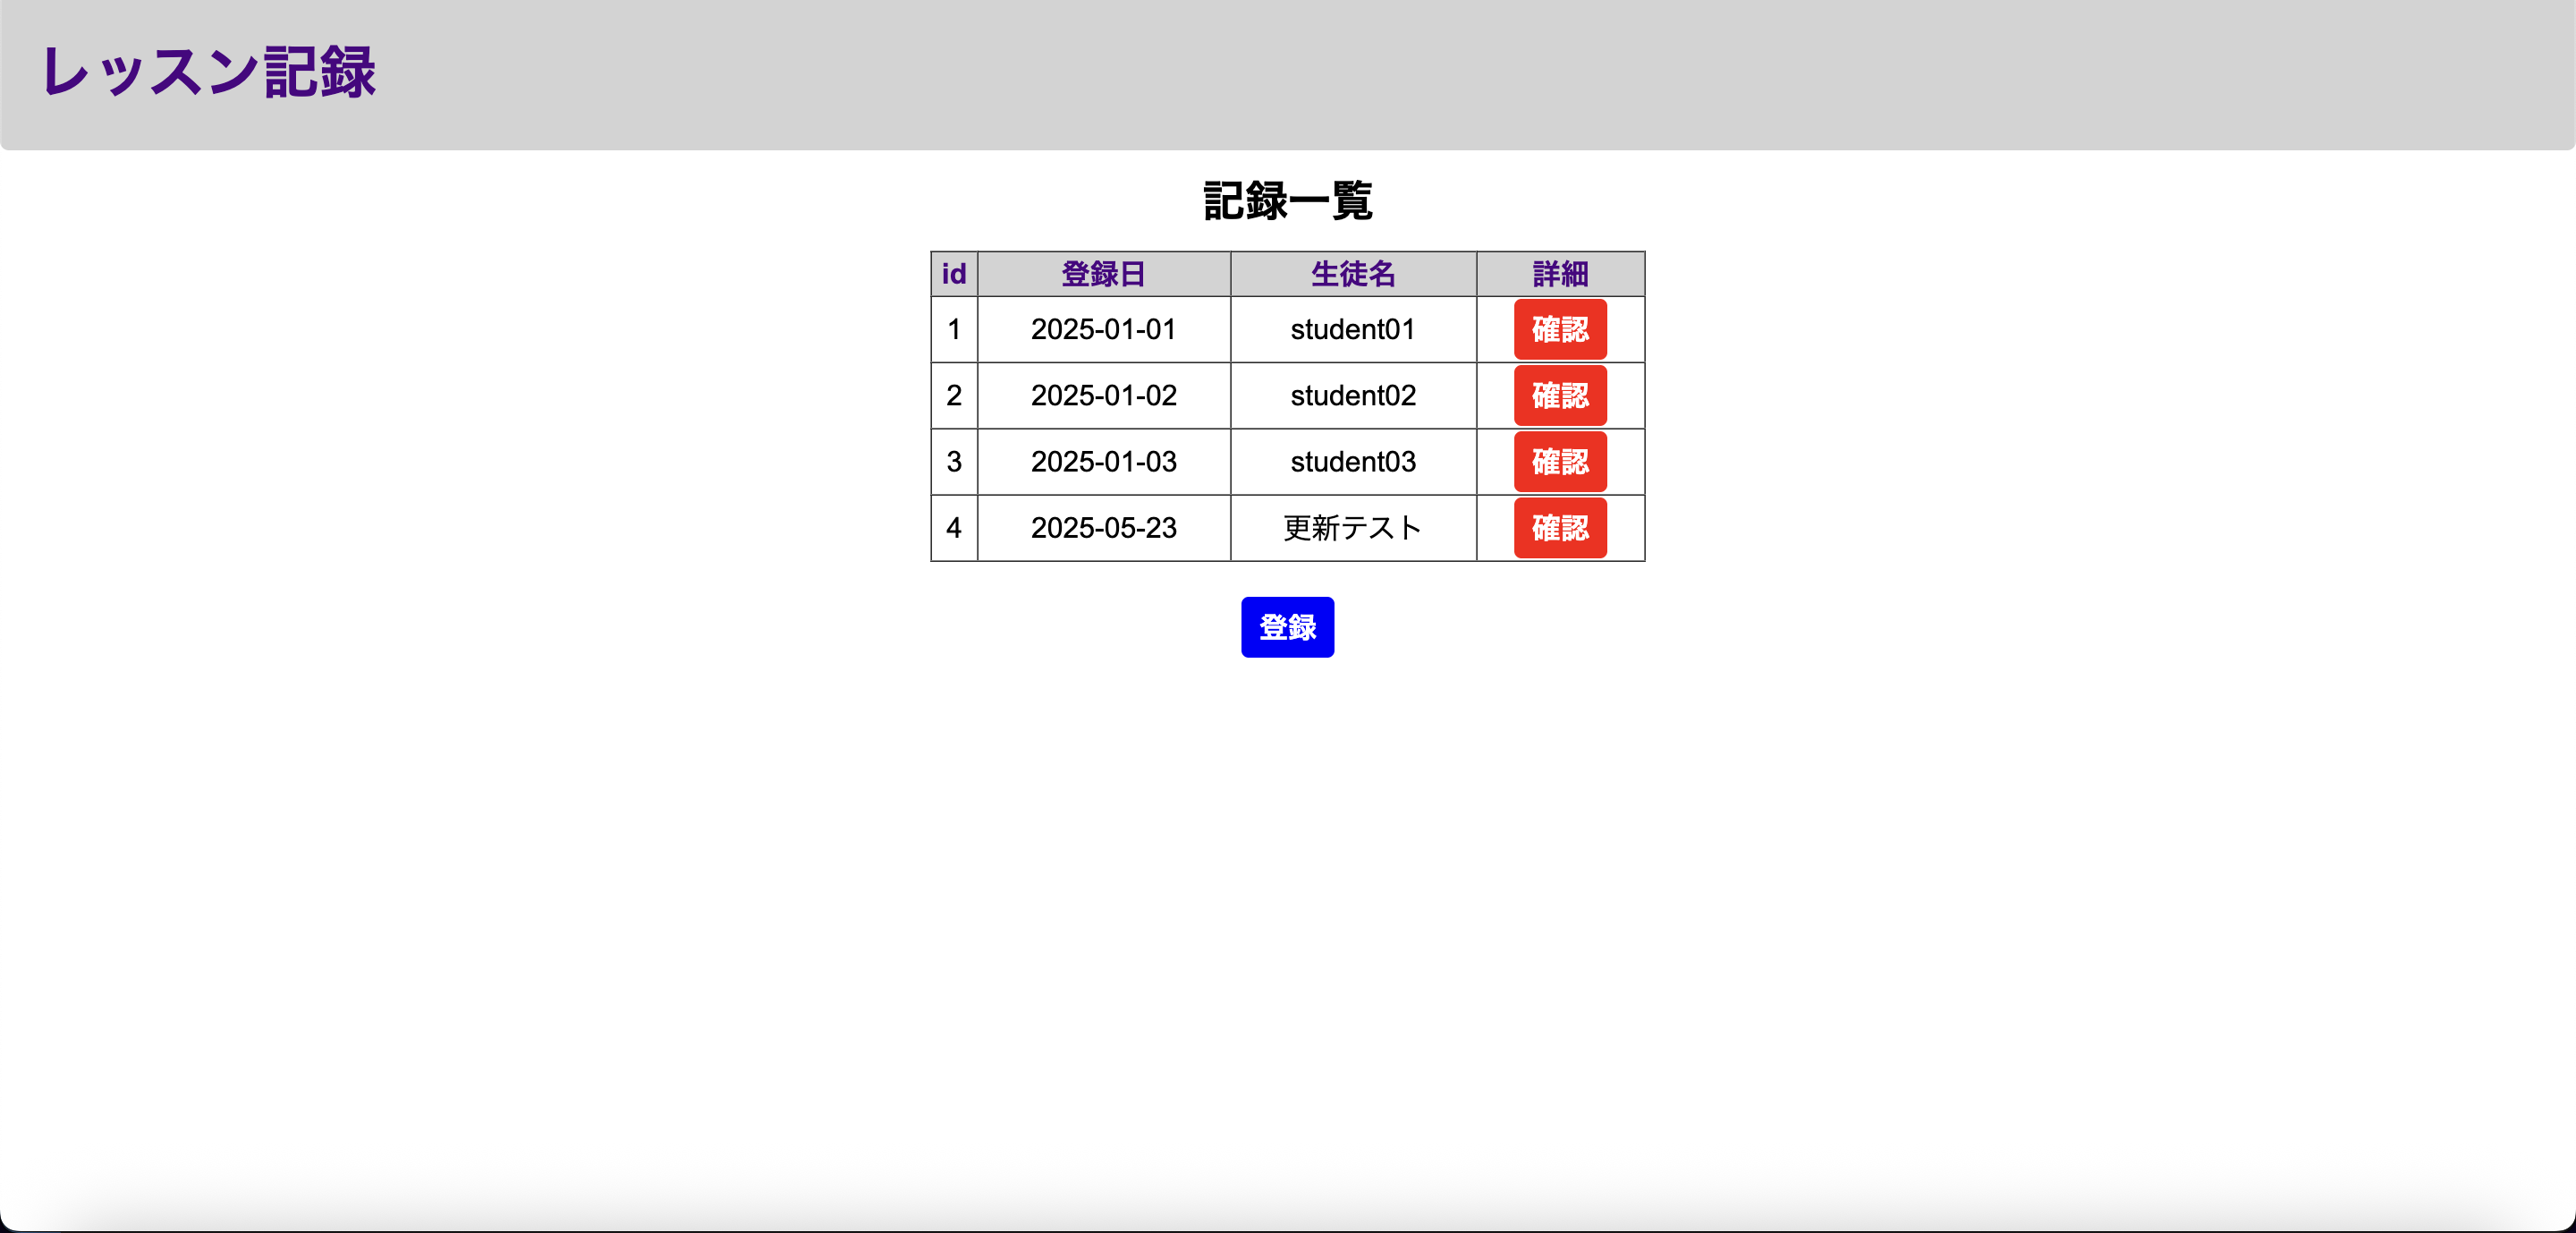 レッスン記録
記録一覧
id 登録日 生徒名 詳細
1 2025-01-01 student01 確認
2 2025-01-02 student02 確認
3 2025-01-03 student03 確認
4 2025-05-23 更新テスト 確認
登録